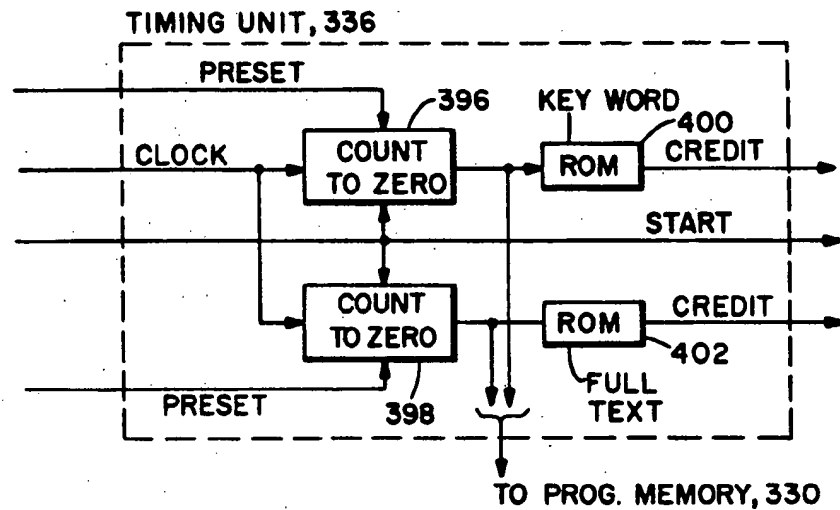 TIMING UNIT, 336
PRESET
396
KEY WORD
400
CLOCK
COUNT
TO ZERO
ROM
CREDIT
START
COUNT
TO ZERO
ROM
CREDIT
402
PRESET
398
FULL
TEXT
TO PROG. MEMORY, 330